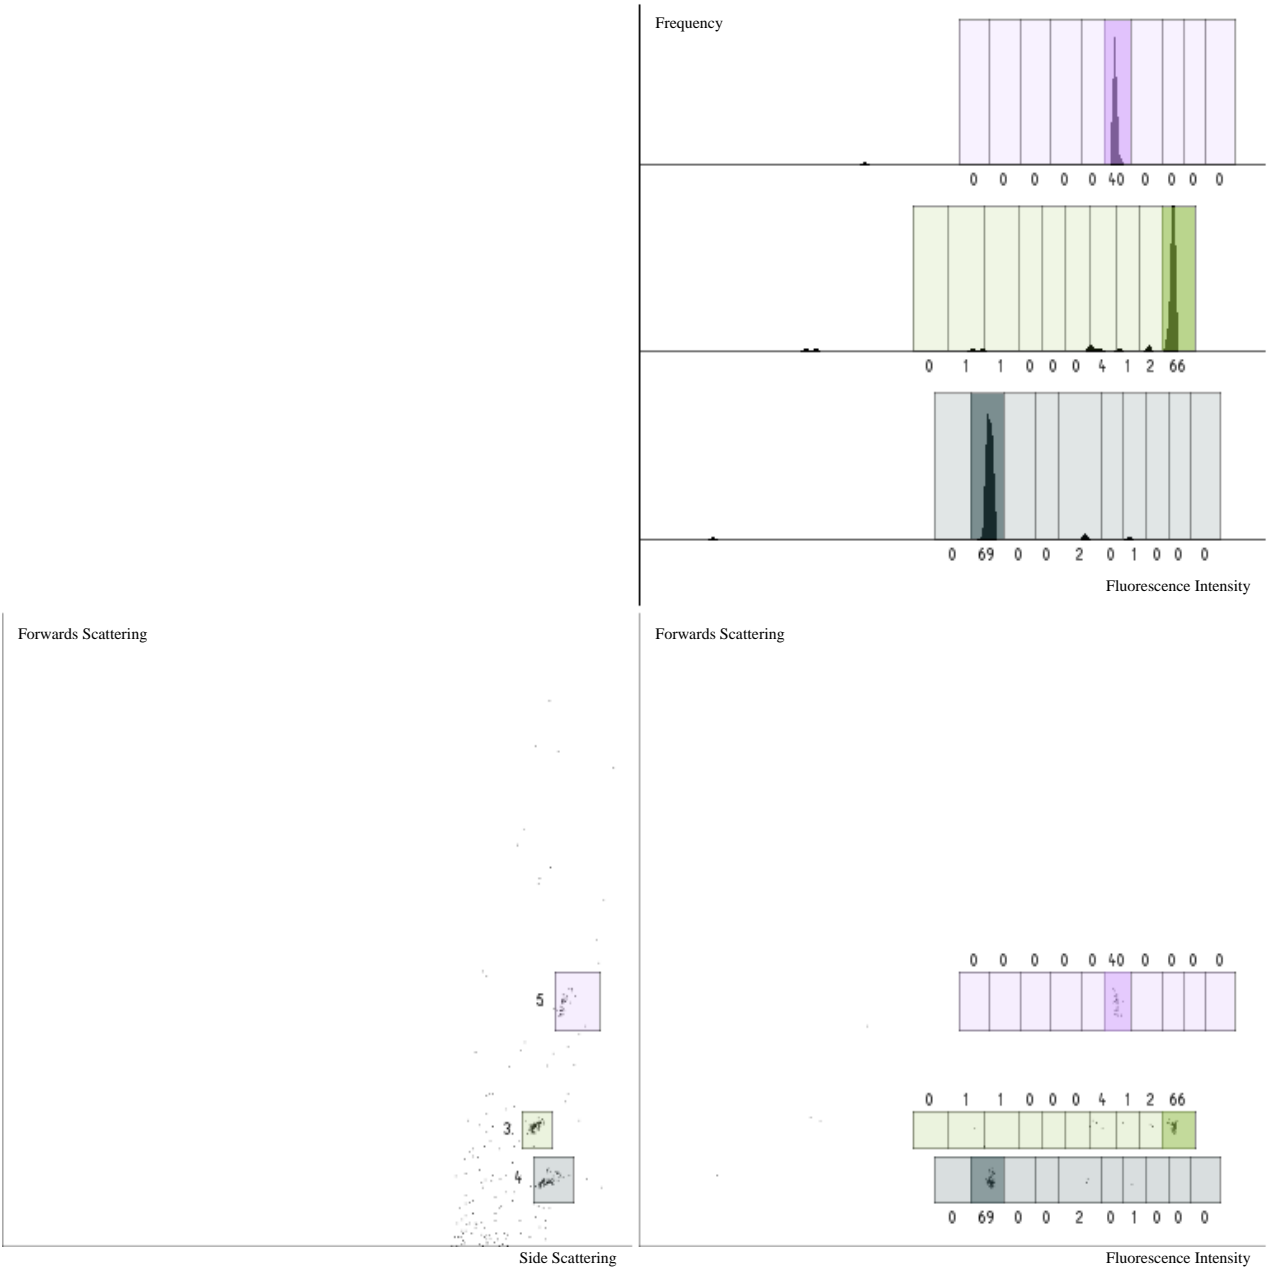 Frequency
0 0 0 0 0 40 0 0 0 0
0 1 1 0 0 0 4 1 2 66
0 69 0 0 2 0 1 0 0 0
Fluorescence Intensity
Forwards Scattering
5
3.
4
Side Scattering
Forwards Scattering
0 0 0 0 0 40 0 0 0 0
0 1 1 0 0 0 4 1 2 66
0 69 0 0 2 0 1 0 0 0
Fluorescence Intensity